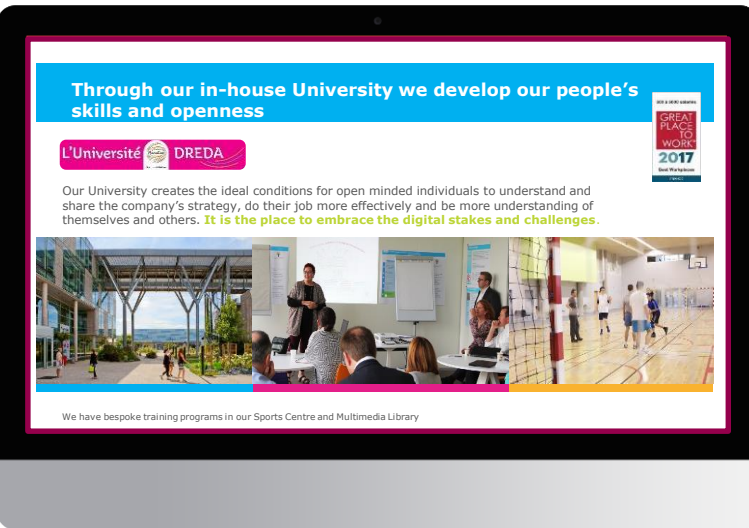 Through our in-house University we develop our people's
skills and openness
GREAT
PLACE
TO
WORK
2017
Best Workplaces
FRANCE
L'Université DREDA
Our University creates the ideal conditions for open minded individuals to understand and
share the company's strategy, do their job more effectively and be more understanding of
themselves and others. It is the place to embrace the digital stakes and challenges.
We have bespoke training programs in our Sports Centre and Multimedia Library